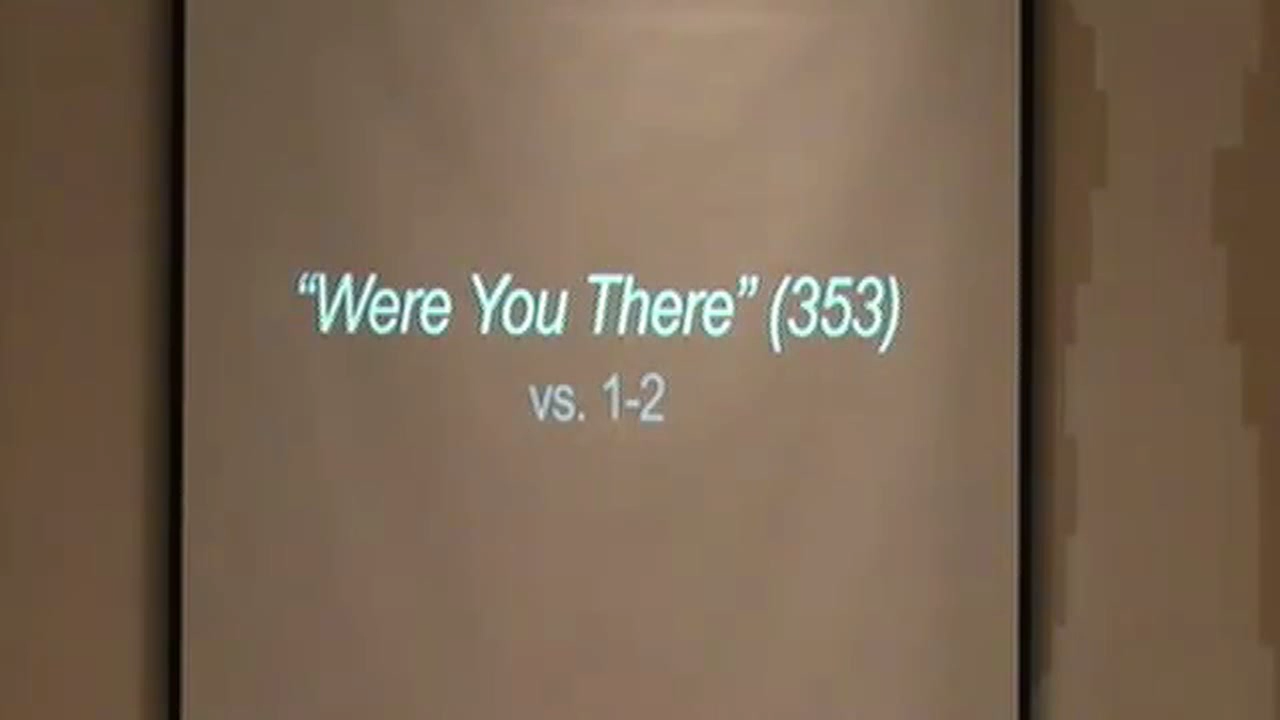 “Were You There” (353)
vs. 1-2